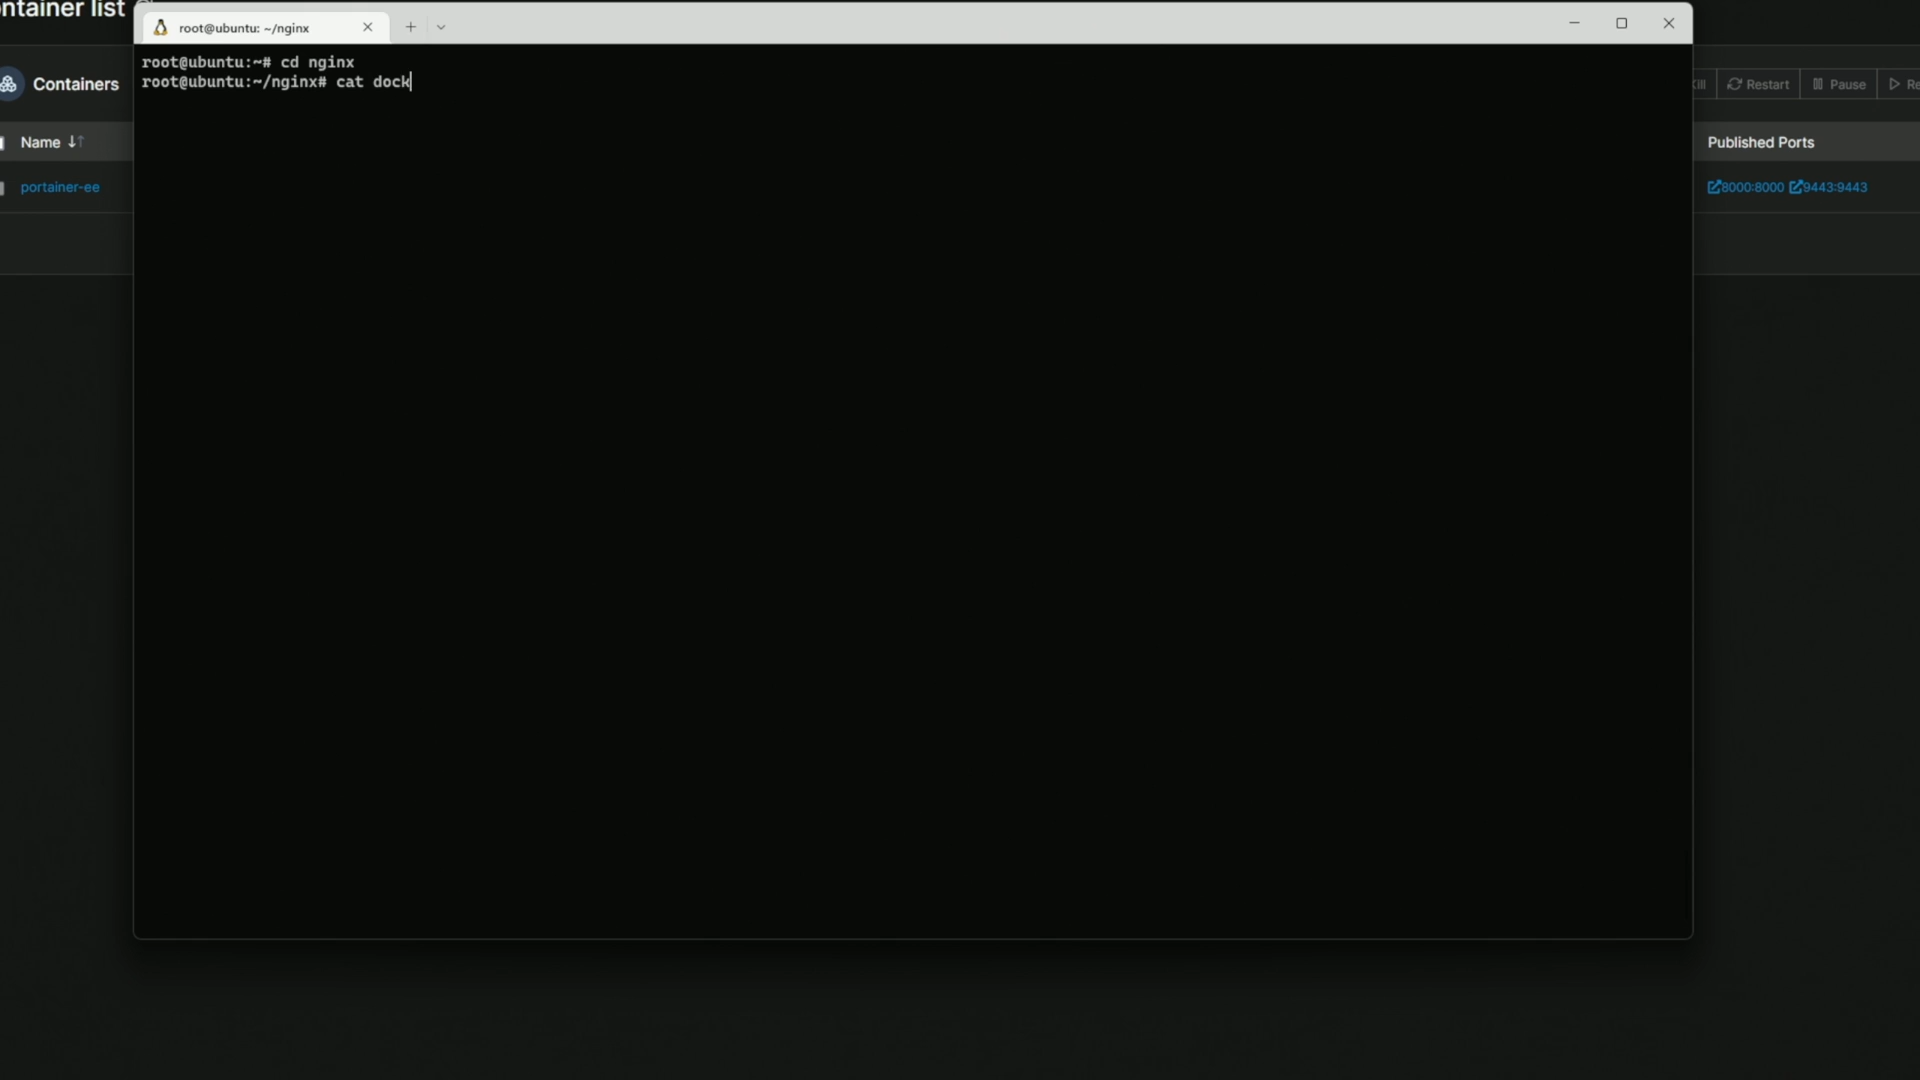 ntainer list
root@ubuntu: ~/nginx
root@ubuntu:~# cd nginx
root@ubuntu:~/nginx# cat dock
Containers
Restart
Pause
Name
Published Ports
portainer-ee
8000:8000 9443:9443